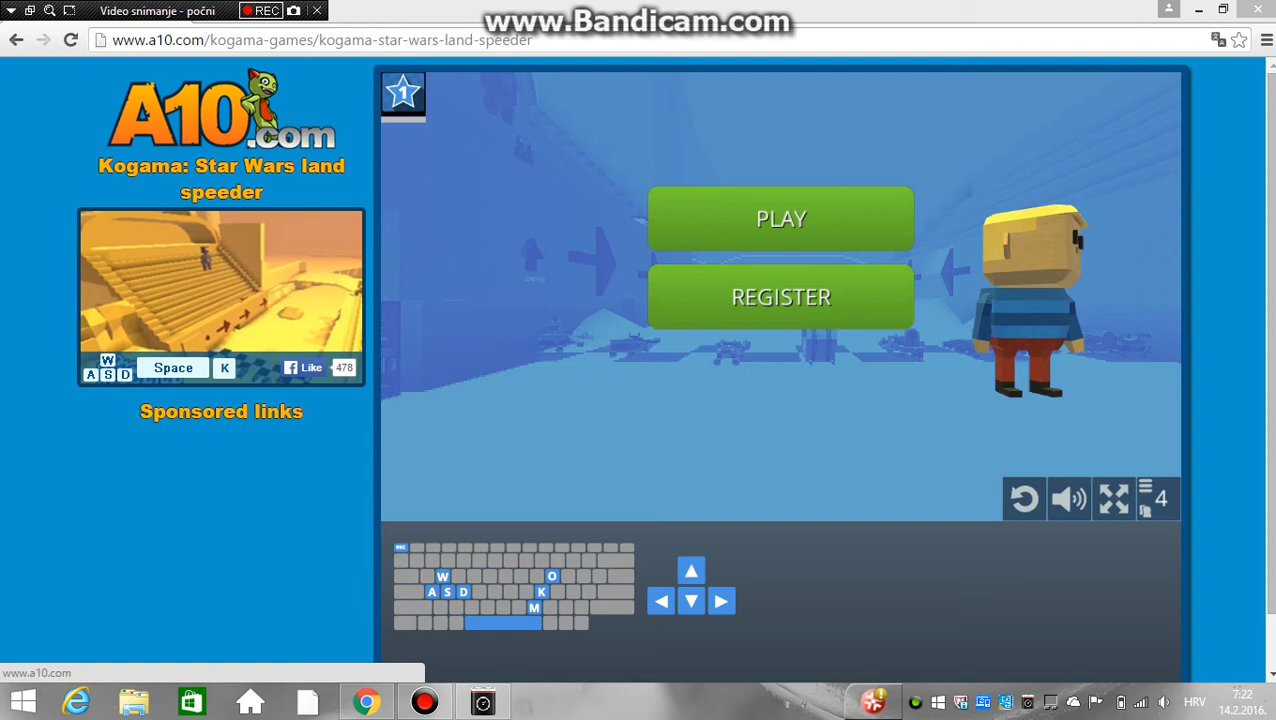 Video snimanje - počni
REC
www.Bandicam.com
www.a10.com/kogama-games/kogama-star-wars-land-speeder
A10.com
Kogama: Star Wars land
speeder
W
A S D
Space
K
Like
478
Sponsored links
1
PLAY
REGISTER
4
esc
W
O
A
S
D
K
M
www.a10.com
HRV
7:22
14.2.2016.